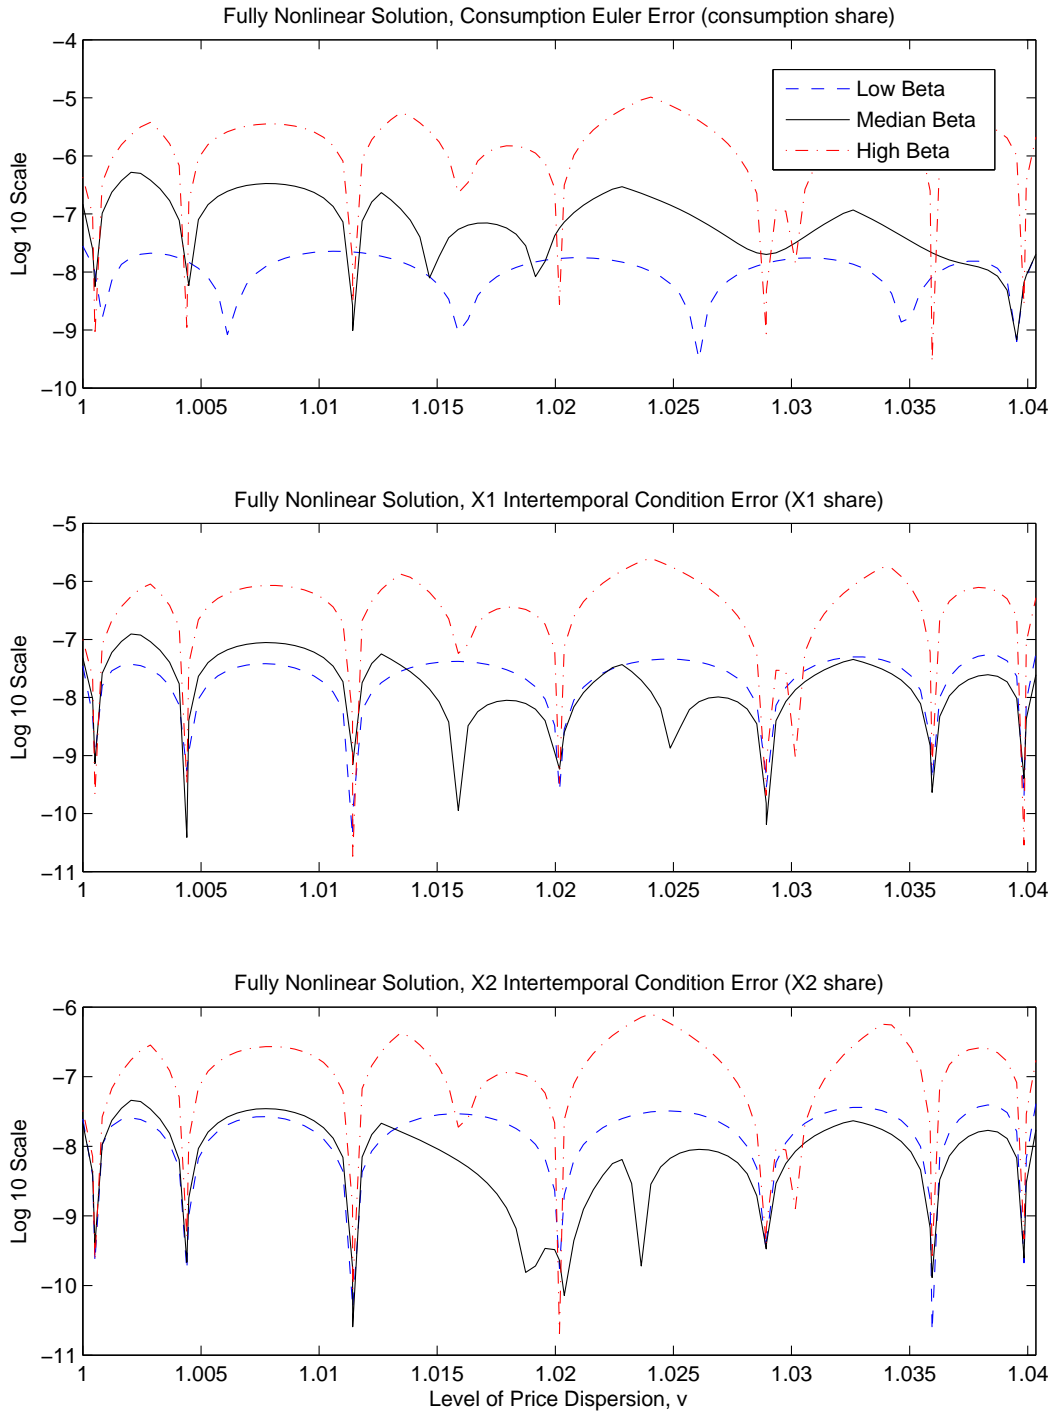 Fully Nonlinear Solution, Consumption Euler Error (consumption share)
−4
−5
−6
−7
−8
−9
−10
Log 10 Scale
Low Beta
Median Beta
High Beta
1 1.005 1.01 1.015 1.02 1.025 1.03 1.035 1.04
Fully Nonlinear Solution, X1 Intertemporal Condition Error (X1 share)
−5
−6
−7
−8
−9
−10
−11
Log 10 Scale
1 1.005 1.01 1.015 1.02 1.025 1.03 1.035 1.04
Fully Nonlinear Solution, X2 Intertemporal Condition Error (X2 share)
−6
−7
−8
−9
−10
−11
Log 10 Scale
1 1.005 1.01 1.015 1.02 1.025 1.03 1.035 1.04
Level of Price Dispersion, v